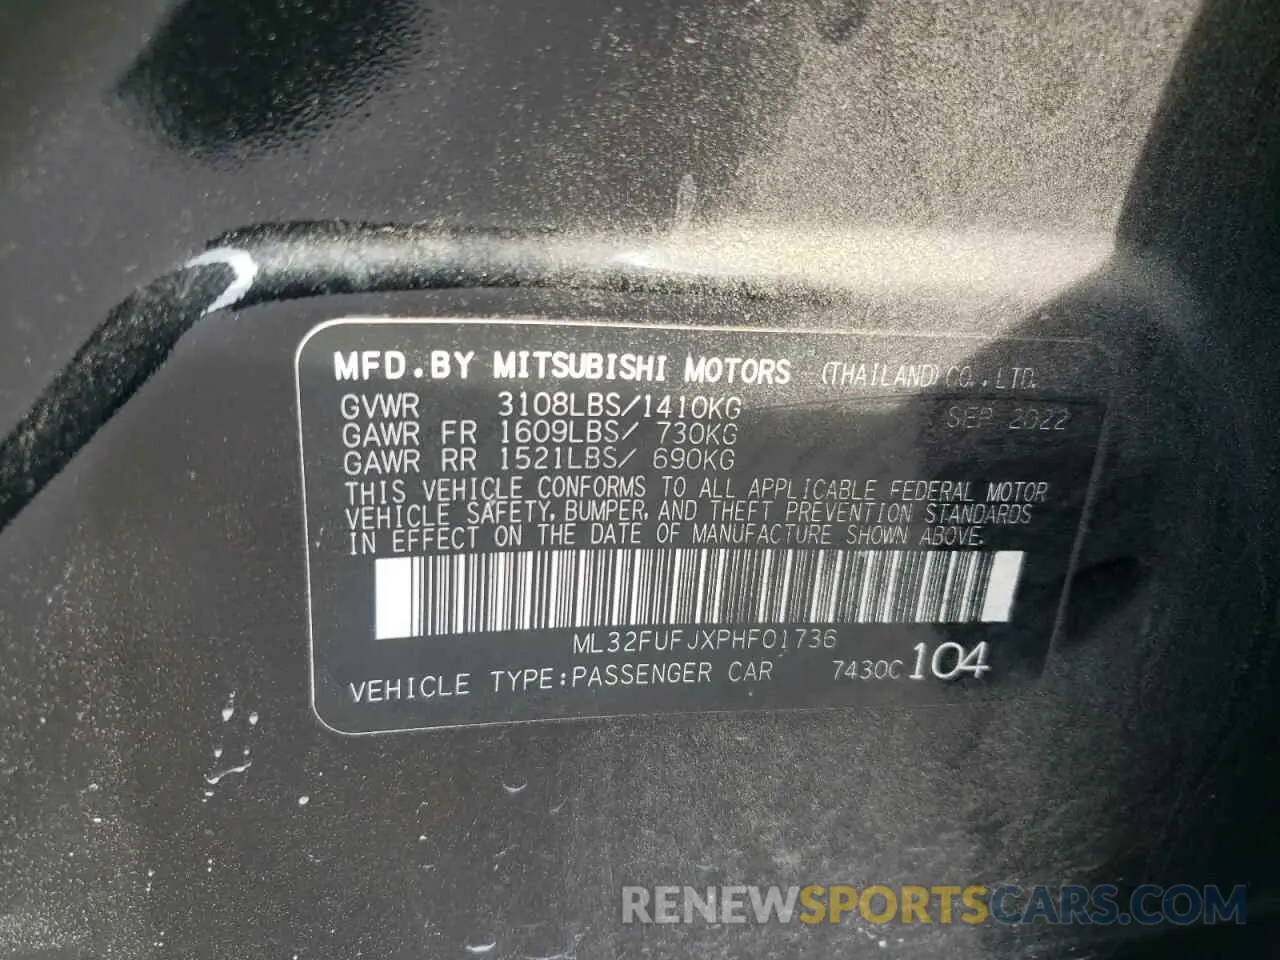 MFD.BY MITSUBISHI MOTORS (THAILAND) CO.,LTD.
GVWR 3108LBS/1410KG SEP 2022
GAWR FR 1609LBS/ 730KG
GAWR RR 1521LBS/ 690KG
THIS VEHICLE CONFORMS TO ALL APPLICABLE FEDERAL MOTOR
VEHICLE SAFETY, BUMPER, AND THEFT PREVENTION STANDARDS
IN EFFECT ON THE DATE OF MANUFACTURE SHOWN ABOVE.
ML32FUFJXPHF01736
VEHICLE TYPE:PASSENGER CAR 7430C 104
RENEWSPORTSCARS.COM